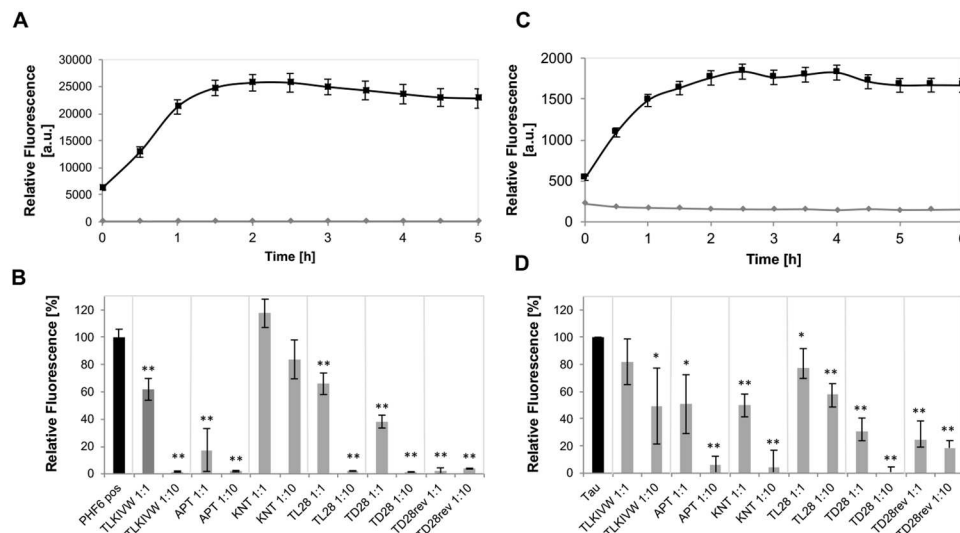 A
Relative Fluorescence
[a.u.]
30000
25000
20000
15000
10000
5000
0
0 1 2 3 4 5
Time [h]
C
Relative Fluorescence
[a.u.]
2000
1500
1000
500
0
0 1 2 3 4 5 6
Time [h]
B
Relative Fluorescence [%]
120
100
80
60
40
20
0
** ** ** ** ** ** ** ** ** **
PHF6 pos
TLKIVW 1:1
TLKIVW 1:10
APT 1:1
APT 1:10
KNT 1:1
KNT 1:10
TL28 1:1
TL28 1:10
TD28 1:1
TD28 1:10
TD28rev 1:1
TD28rev 1:10
D
Relative Fluorescence [%]
120
100
80
60
40
20
0
* * ** ** ** * ** ** ** ** **
Tau
TLKIVW 1:1
TLKIVW 1:10
APT 1:1
APT 1:10
KNT 1:1
KNT 1:10
TL28 1:1
TL28 1:10
TD28 1:1
TD28 1:10
TD28rev 1:1
TD28rev 1:10